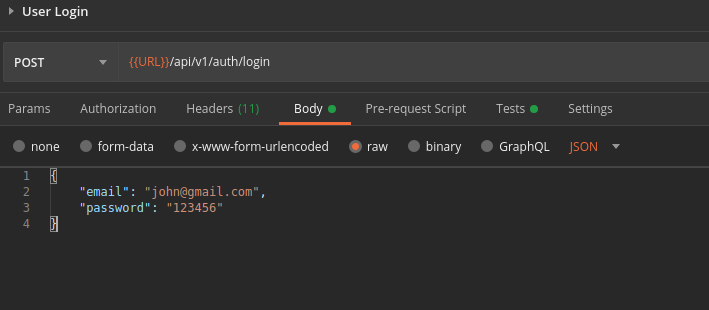 User Login
POST {{URL}}/api/v1/auth/login
Params Authorization Headers (11) Body Pre-request Script Tests Settings
none form-data x-www-form-urlencoded raw binary GraphQL JSON
1 {
2 "email": "john@gmail.com",
3 "password": "123456"
4 }